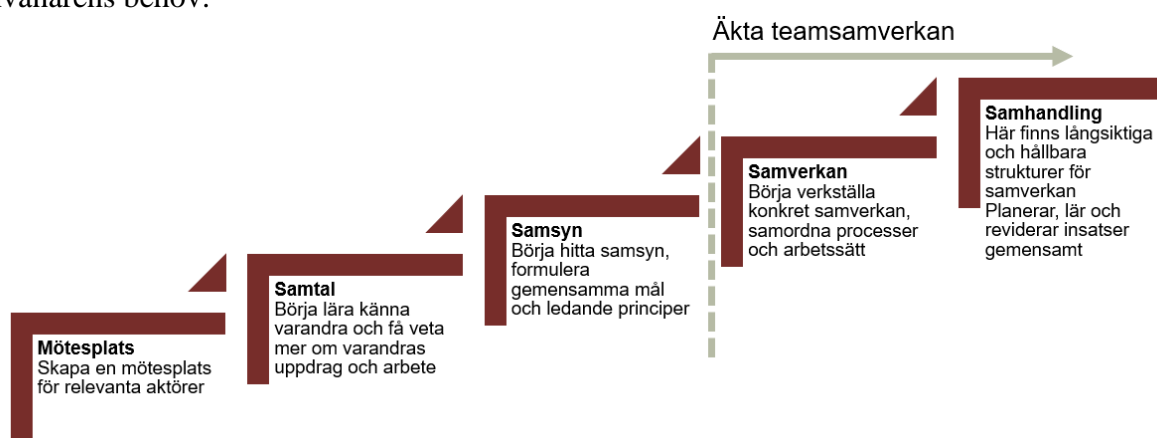 behov.
Äkta teamsamverkan
Mötesplats
Skapa en mötesplats
för relevanta aktörer
Samtal
Börja lära känna
varandra och få veta
mer om varandras
uppdrag och arbete
Samsyn
Börja hitta samsyn,
formulera
gemensamma mål
och ledande principer
Samverkan
Börja verkställa
konkret samverkan,
samordna processer
och arbetssätt
Samhandling
Här finns långsiktiga
och hållbara
strukturer för
samverkan
Planerar, lär och
reviderar insatser
gemensamt